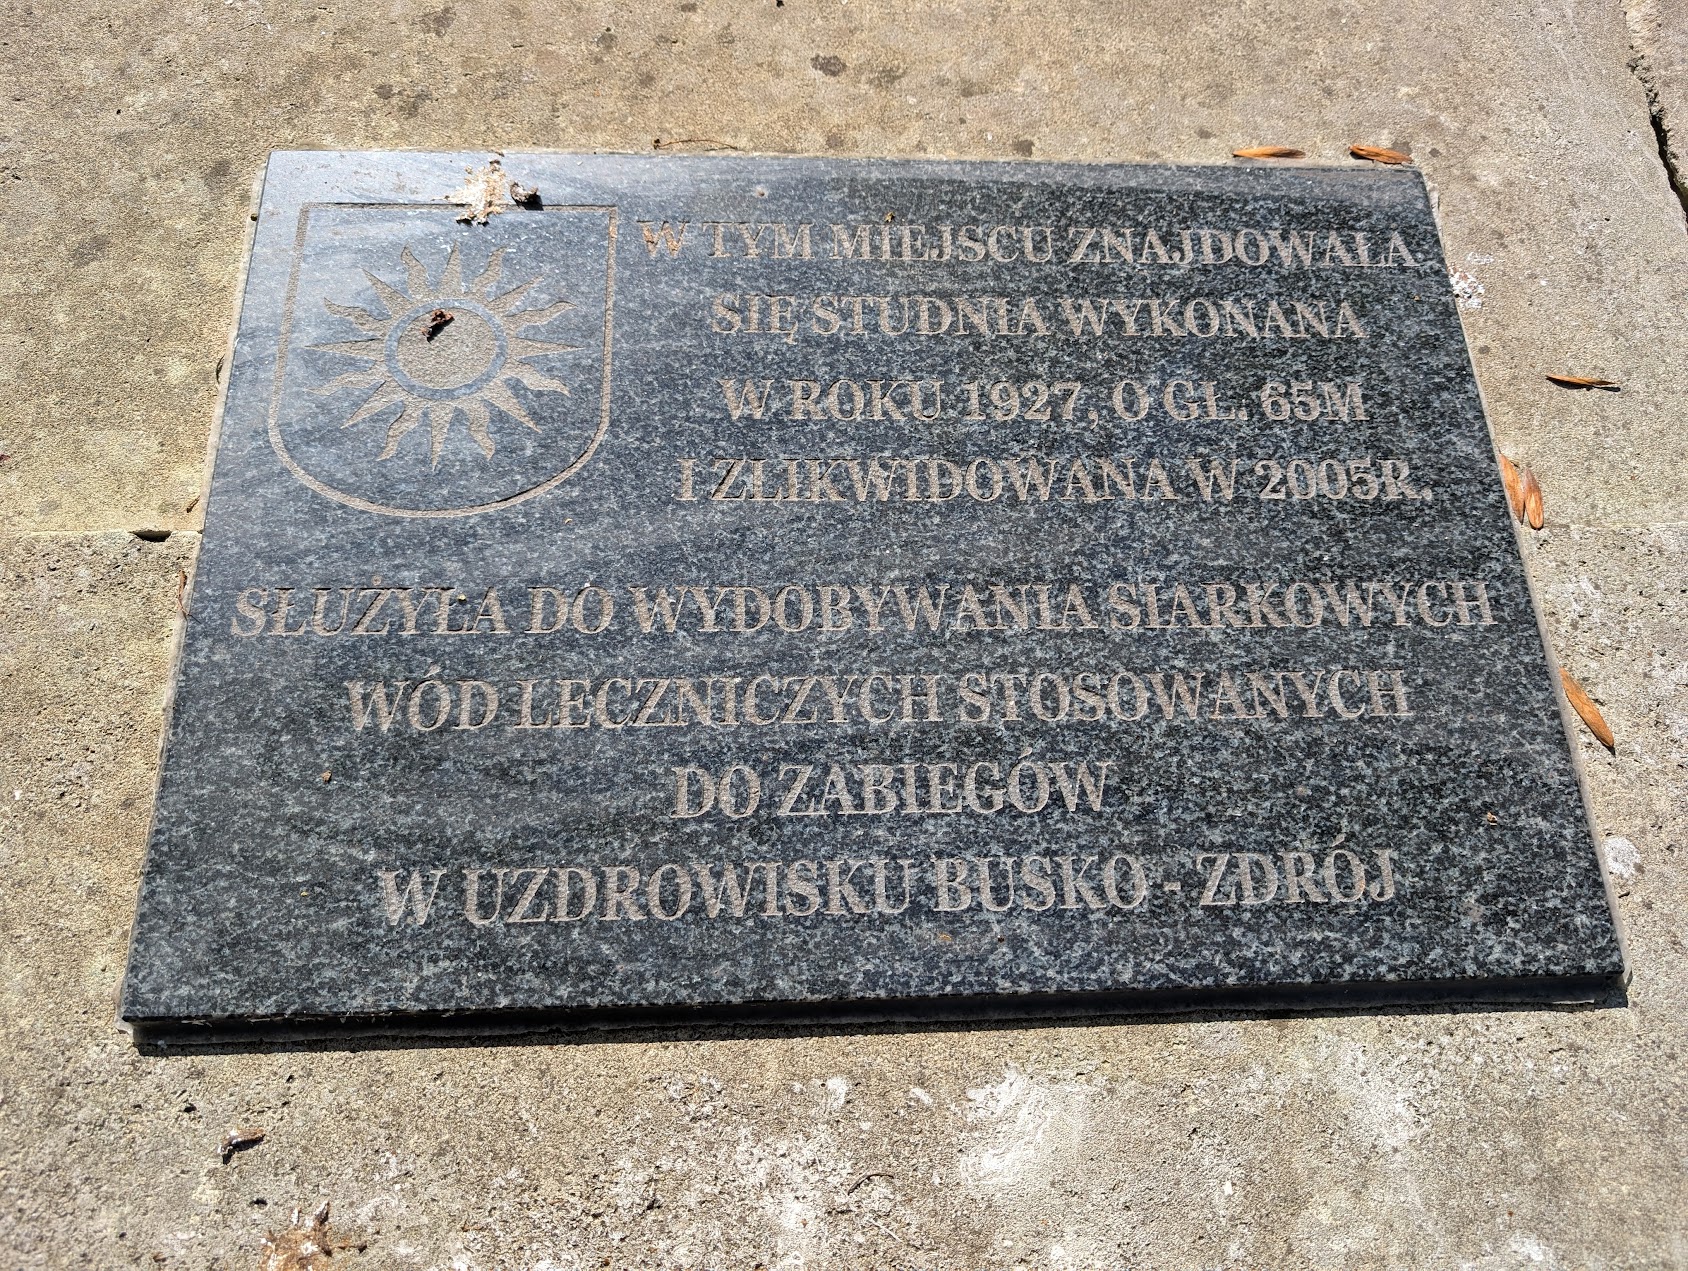 W TYM MIEJSCU ZNAJDOWAŁA
SIĘ STUDNIA WYKONANA
W ROKU 1927, O GŁ. 65M
I ZLIKWIDOWANA W 2005R.
SŁUŻYŁA DO WYDOBYWANIA SIARKOWYCH
WÓD LECZNICZYCH STOSOWANYCH
DO ZABIEGÓW
W UZDROWISKU BUSKO - ZDRÓJ